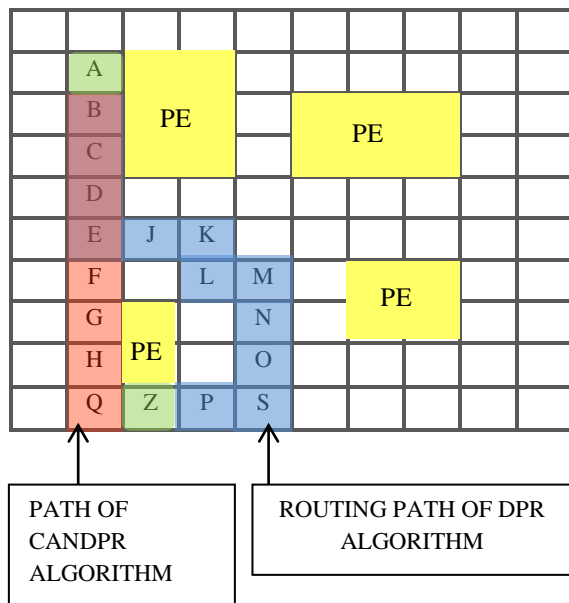 A
B
PE
PE
C
D
E J K
F L M
PE
G N
PE
H O
Q Z P S
PATH OF
CANDPR
ALGORITHM
ROUTING PATH OF DPR
ALGORITHM